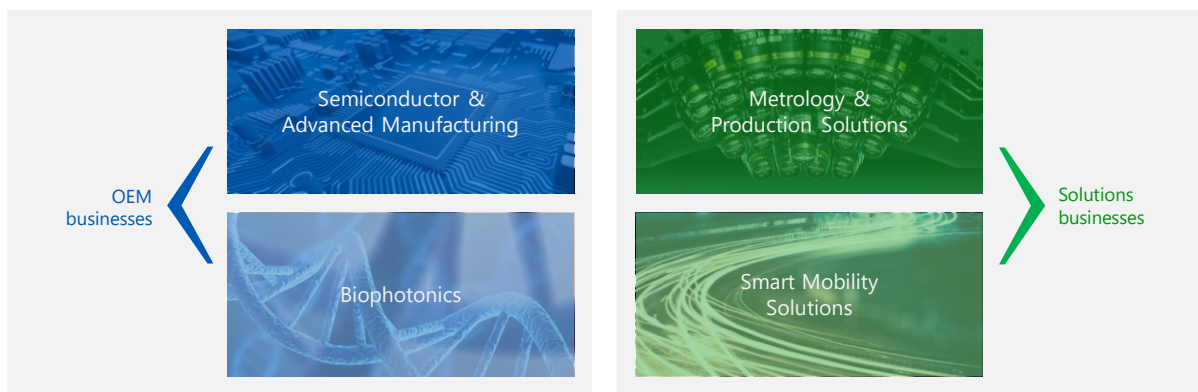 OEM
businesses
Semiconductor &
Advanced Manufacturing
Biophotonics
Metrology &
Production Solutions
Smart Mobility
Solutions
Solutions
businesses